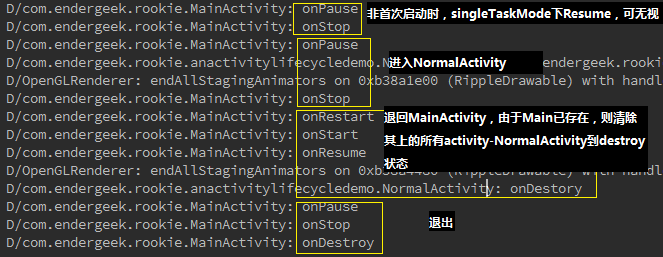 D/com.endergeek.rookie.MainActivity: onPause 非首次启动时，singleTaskMode下Resume，可无视
D/com.endergeek.rookie.MainActivity: onStop
D/com.endergeek.rookie.MainActivity: onPause
D/com.endergeek.rookie.anactivitylifecycledemo.N 进入NormalActivity endergeek.rooki
D/OpenGLRenderer: endAllStagingAnimators on 0xb38a1e00 (RippleDrawable) with handl
D/com.endergeek.rookie.MainActivity: onStop
D/com.endergeek.rookie.MainActivity: onRestart 退回MainActivity，由于Main已存在，则清除
D/com.endergeek.rookie.MainActivity: onStart 其上的所有activity-NormalActivity到destroy
D/com.endergeek.rookie.MainActivity: onResume 状态
D/OpenGLRenderer: endAllStagingAnimators on (RippleDrawable) with handl
D/com.endergeek.rookie.anactivitylifecycledemo.NormalActivity: onDestory
D/com.endergeek.rookie.MainActivity: onPause
D/com.endergeek.rookie.MainActivity: onStop 退出
D/com.endergeek.rookie.MainActivity: onDestroy